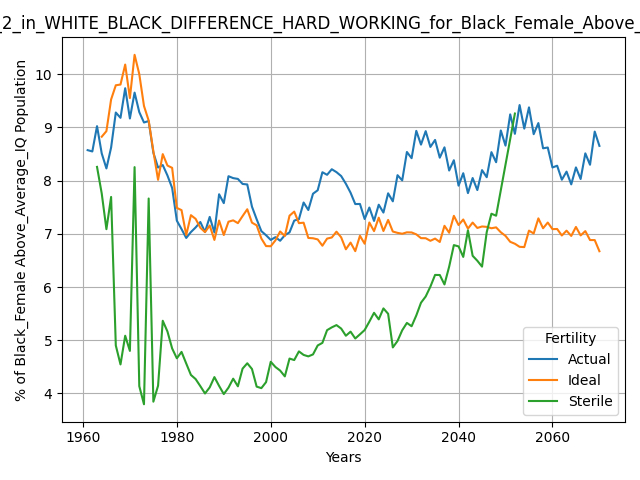 _2_in_WHITE_BLACK_DIFFERENCE_HARD_WORKING_for_Black_Female_Above_
% of Black_Female Above_Average_IQ Population
10
9
8
7
6
5
4
1960 1980 2000 2020 2040 2060
Years
Fertility
Actual
Ideal
Sterile